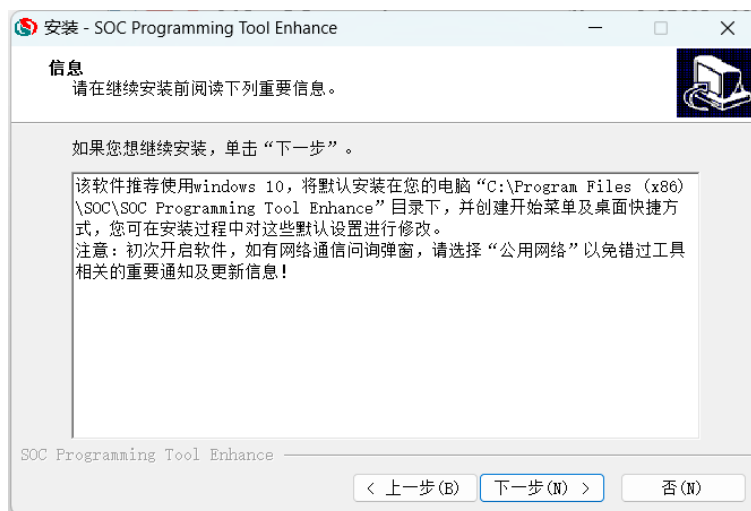 安装 - SOC Programming Tool Enhance
信息
请在继续安装前阅读下列重要信息。
如果您想继续安装，单击“下一步”。
该软件推荐使用windows 10，将默认安装在您的电脑“C:\Program Files (x86)
\SOC\SOC Programming Tool Enhance”目录下，并创建开始菜单及桌面快捷方
式，您可在安装过程中对这些默认设置进行修改。
注意：初次开启软件，如有网络通信问询弹窗，请选择“公用网络”以免错过工具
相关的重要通知及更新信息！
SOC Programming Tool Enhance
< 上一步(B)
下一步(N) >
否(N)